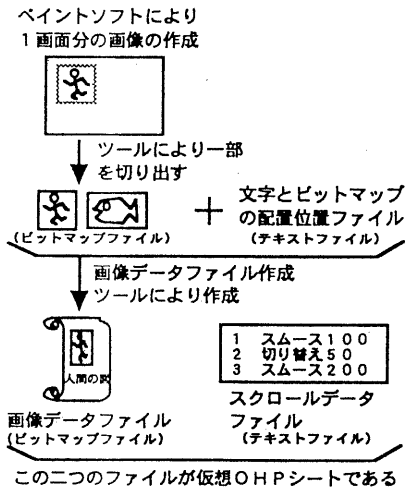 ペイントソフトにより
1画面分の画像の作成
ツールにより一部
を切り出す
(ビットマップファイル)
+
文字とビットマップ
の配置位置ファイル
(テキストファイル)
画像データファイル作成
ツールにより作成
人間の図
1 スムース100
2 切り替え50
3 スムース200
画像データファイル
(ビットマップファイル)
スクロールデータ
ファイル
(テキストファイル)
この二つのファイルが仮想OHPシートである